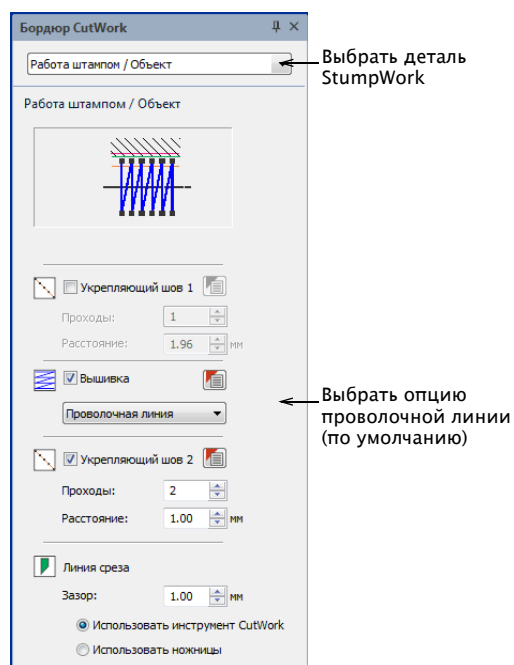 Бордюр CutWork
Работа штампом / Объект
Выбрать деталь
StumpWork
Работа штампом / Объект
Укрепляющий шов 1
Проходы: 1
Расстояние: 1.96 мм
Вышивка
Проволочная линия
Выбрать опцию
проволочной линии
(по умолчанию)
Укрепляющий шов 2
Проходы: 2
Расстояние: 1.00 мм
Линия среза
Зазор: 1.00 мм
Использовать инструмент CutWork
Использовать ножницы